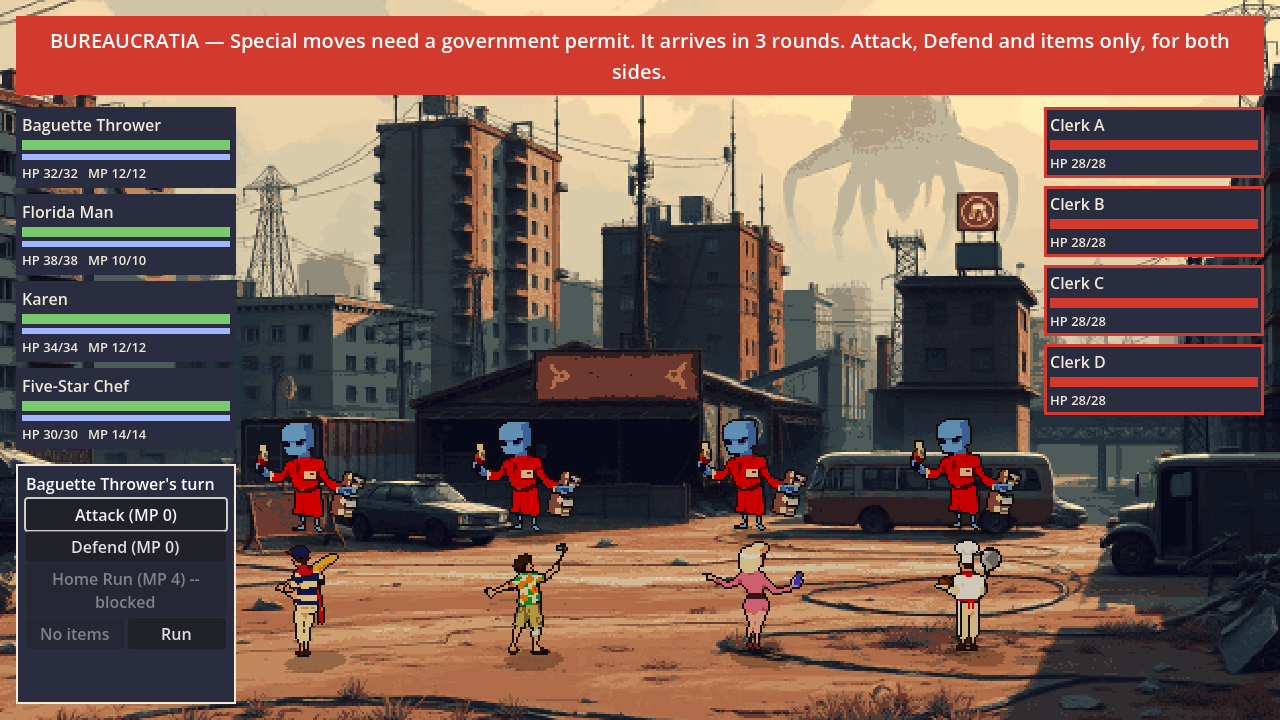 BUREAUCRATIA — Special moves need a government permit. It arrives in 3 rounds. Attack, Defend and items only, for both
sides.
Baguette Thrower
HP 32/32 MP 12/12
Florida Man
HP 38/38 MP 10/10
Karen
HP 34/34 MP 12/12
Five-Star Chef
HP 30/30 MP 14/14
Baguette Thrower's turn
Attack (MP 0)
Defend (MP 0)
Home Run (MP 4) --
blocked
No items
Run
Clerk A
HP 28/28
Clerk B
HP 28/28
Clerk C
HP 28/28
Clerk D
HP 28/28